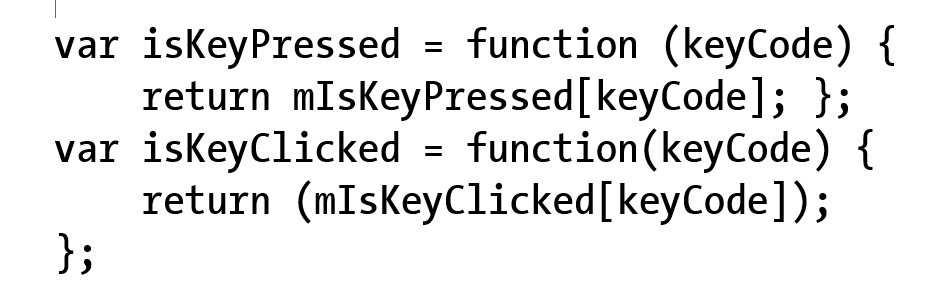 var isKeyPressed = function (keyCode) {
    return mIsKeyPressed[keyCode]; };
var isKeyClicked = function(keyCode) {
    return (mIsKeyClicked[keyCode]);
};